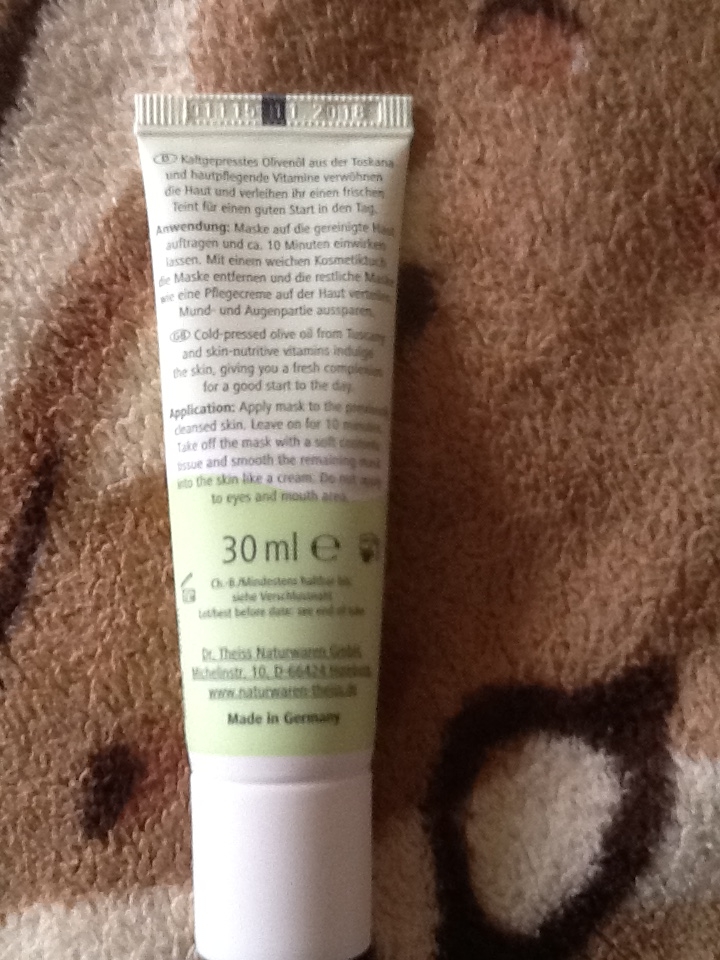 2018
D Kaltgepresstes Olivenöl aus der Toskana
und hautpflegende Vitamine verwöhnen
die Haut und verleihen ihr einen frischen
Teint für einen guten Start in den Tag.
Anwendung: Maske auf die gereinigte Haut
auftragen und ca. 10 Minuten einwirken
lassen. Mit einem weichen Kosmetiktuch
die Maske entfernen und die restliche Maske
wie eine Pflegecreme auf der Haut verteilen.
Mund- und Augenpartie aussparen.
GB Cold-pressed olive oil from Tuscany
and skin-nutritive vitamins indulge
the skin, giving you a fresh complexion
for a good start to the day.
Application: Apply mask to the previously
cleansed skin. Leave on for 10 minutes.
Take off the mask with a soft cosmetic
tissue and smooth the remaining mask
into the skin like a cream. Do not apply
to eyes and mouth area.
30 ml e
Ch.-B./Mindestens haltbar bis:
siehe Verschlussnaht
Lot/best before date: see end of tube
Dr. Theiss Naturwaren GmbH
Michelinstr. 10, D-66424 Homburg
www.naturwaren-theiss.de
Made in Germany